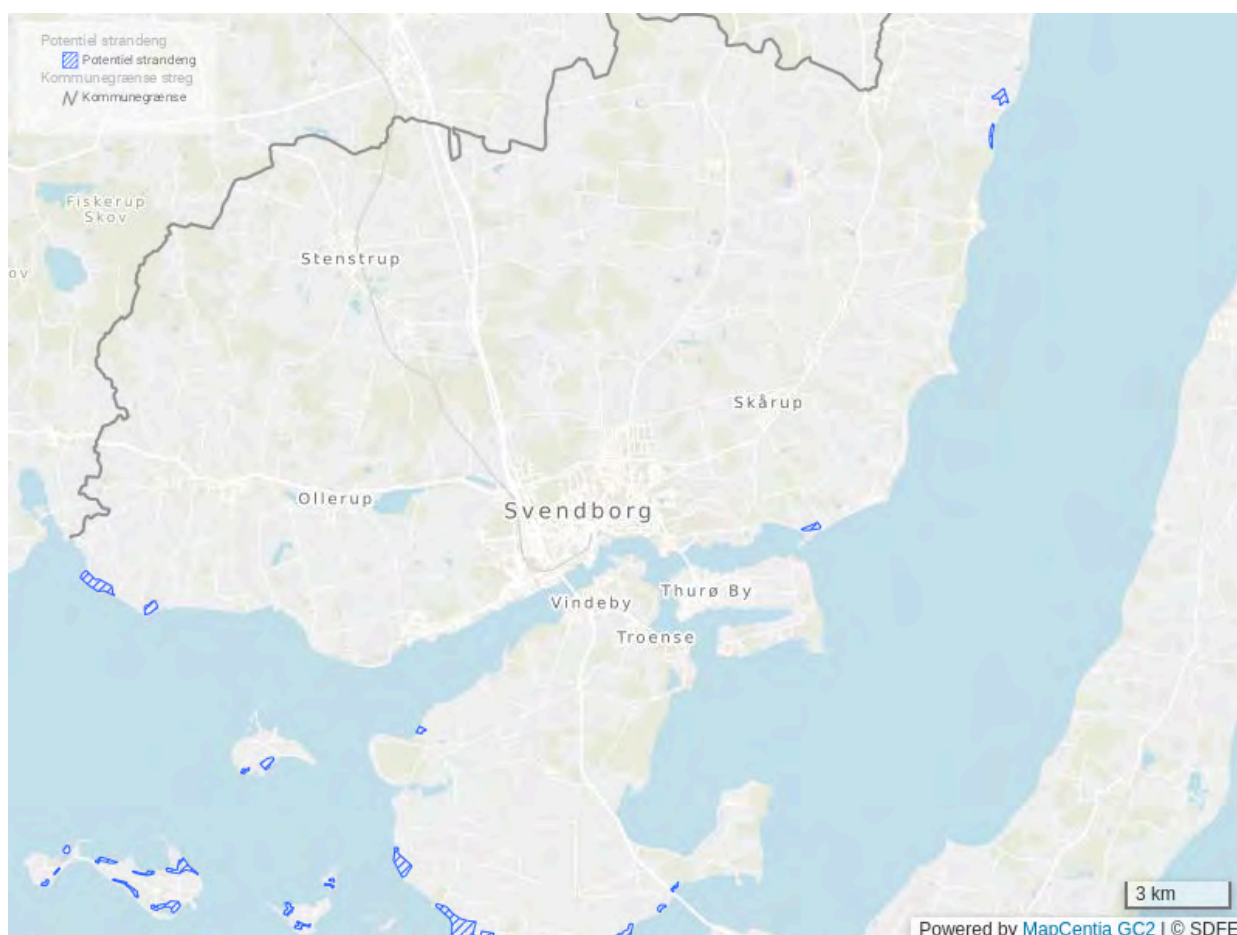 Potentiel strandeng
Potentiel strandeng
Kommunegrænse streg
Kommunegrænse
Fiskerup
Skov
ov
Stenstrup
Skårup
Ollerup
Svendborg
Vindeby
Thurø By
Troense
3 km
Powered by MapCentia GC2 | © SDFE